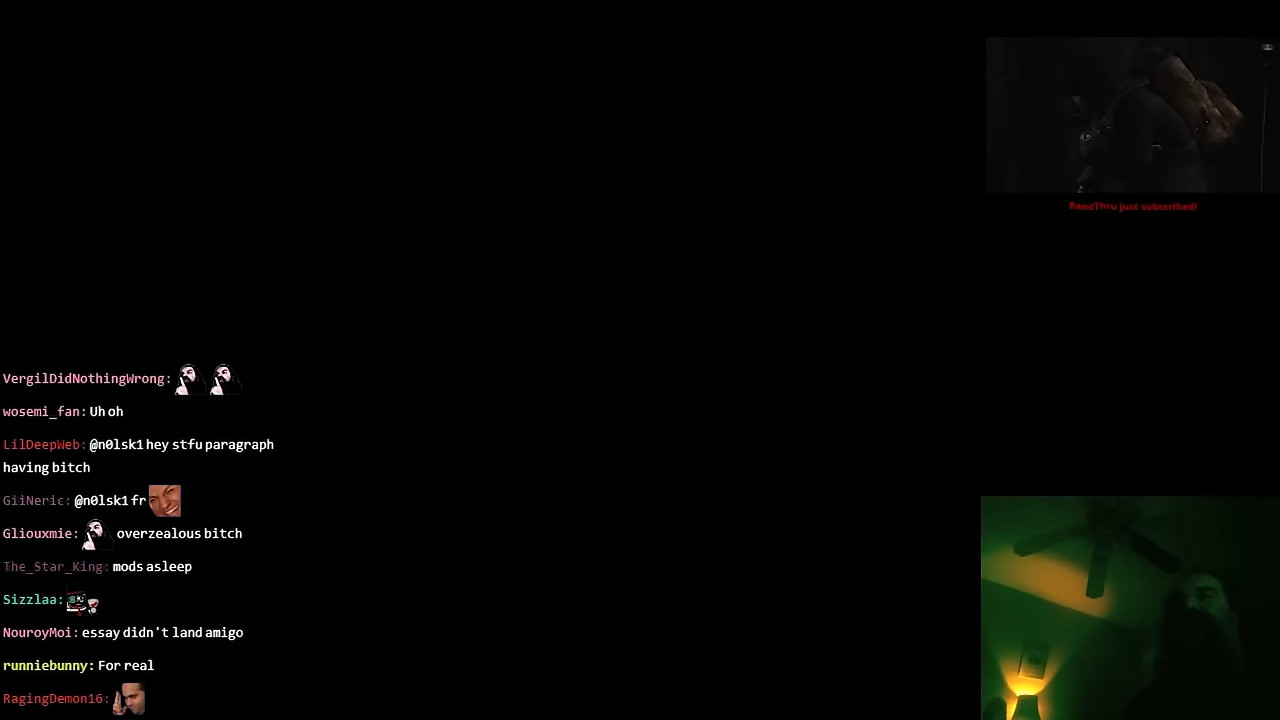 RandThru just subscribed!
VergilDidNothingWrong:
wosemi_fan: Uh oh
LilDeepWeb: @n0lsk1 hey stfu paragraph
having bitch
GiiNeric: @n0lsk1 fr
Gliouxmie: overzealous bitch
The_Star_King: mods asleep
Sizzlaa:
NouroyMoi: essay didn't land amigo
runniebunny: For real
RagingDemon16: